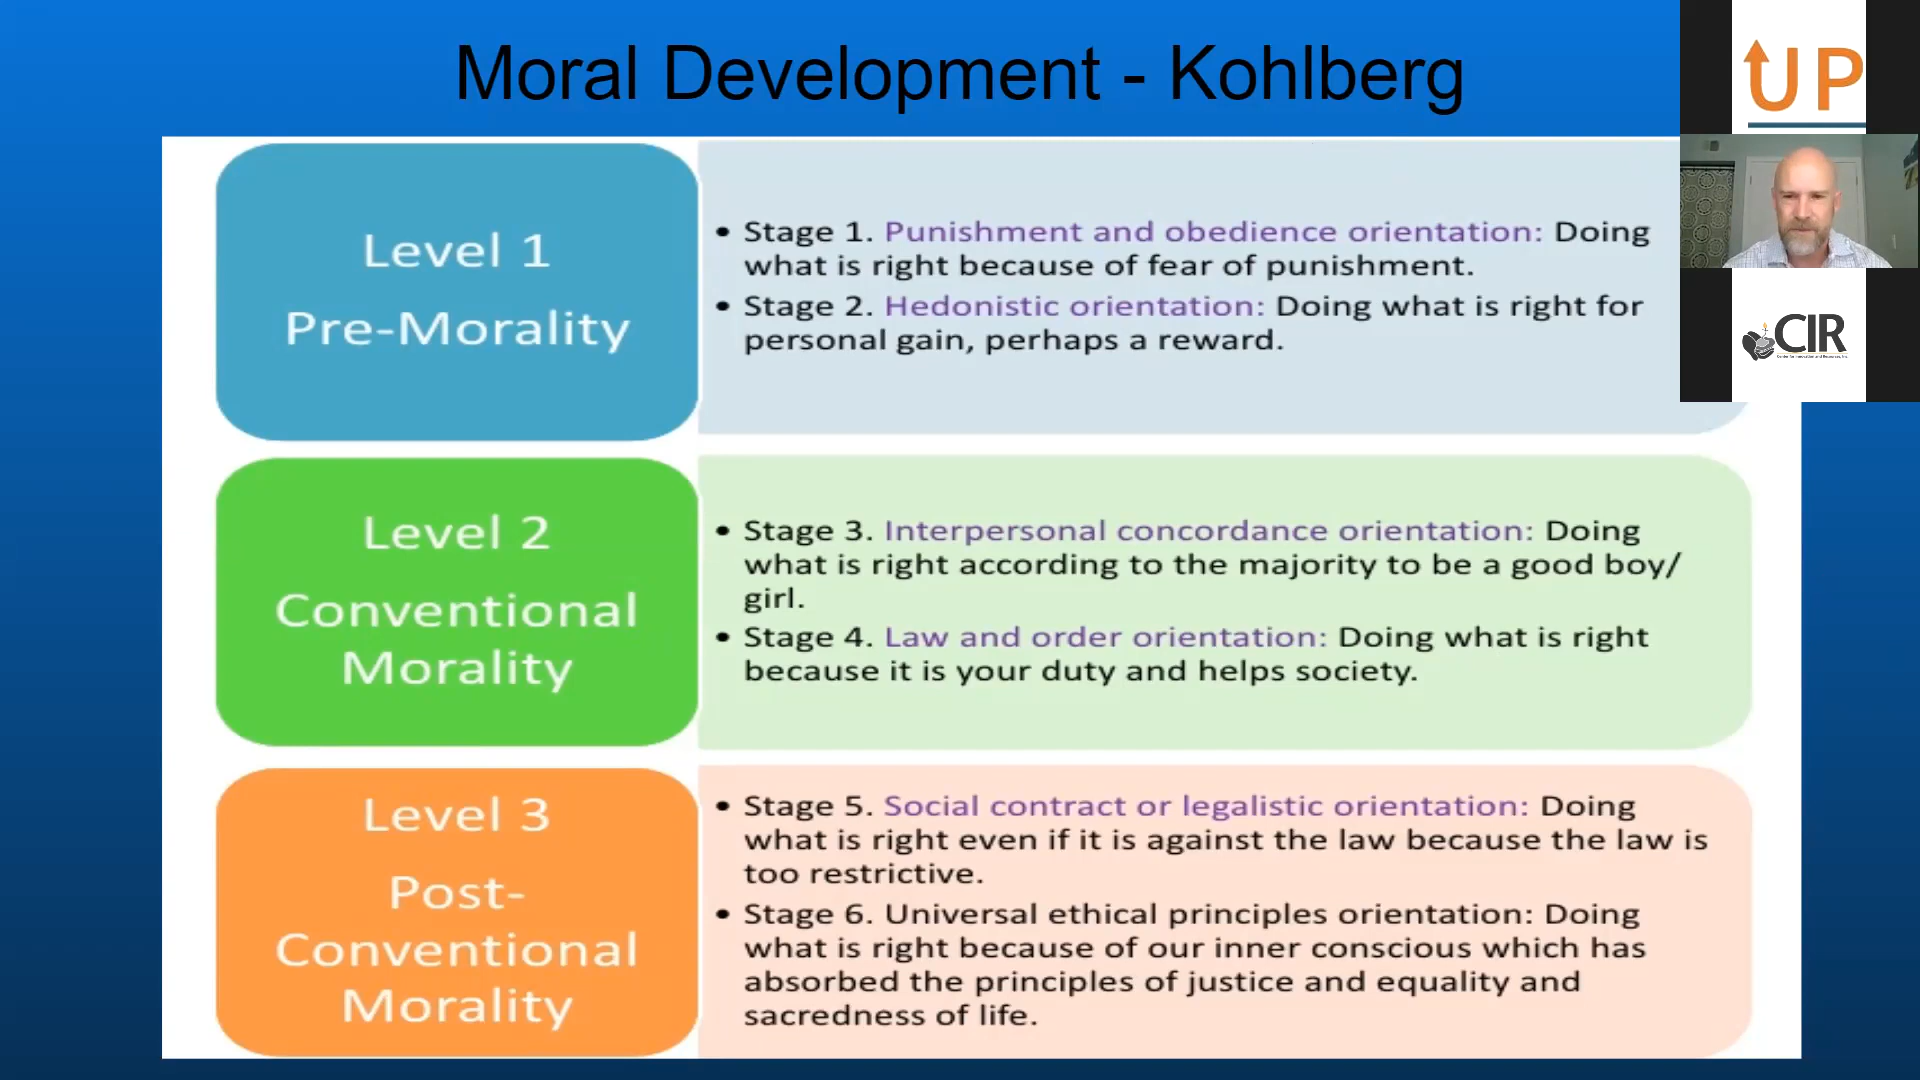 Moral Development - Kohlberg
UP
Level 1
Pre-Morality
• Stage 1. Punishment and obedience orientation: Doing
what is right because of fear of punishment.
• Stage 2. Hedonistic orientation: Doing what is right for
personal gain, perhaps a reward.
CIR
Center for Innovation and Resources, Inc.
Level 2
Conventional
Morality
• Stage 3. Interpersonal concordance orientation: Doing
what is right according to the majority to be a good boy/
girl.
• Stage 4. Law and order orientation: Doing what is right
because it is your duty and helps society.
Level 3
Post-
Conventional
Morality
• Stage 5. Social contract or legalistic orientation: Doing
what is right even if it is against the law because the law is
too restrictive.
• Stage 6. Universal ethical principles orientation: Doing
what is right because of our inner conscious which has
absorbed the principles of justice and equality and
sacredness of life.